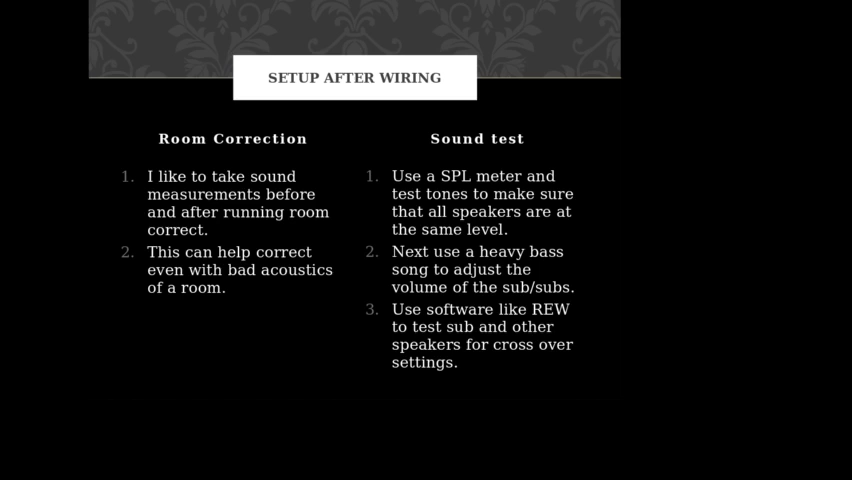 SETUP AFTER WIRING
Room Correction
1. I like to take sound
measurements before
and after running room
correct.
2. This can help correct
even with bad acoustics
of a room.
Sound test
1. Use a SPL meter and
test tones to make sure
that all speakers are at
the same level.
2. Next use a heavy bass
song to adjust the
volume of the sub/subs.
3. Use software like REW
to test sub and other
speakers for cross over
settings.